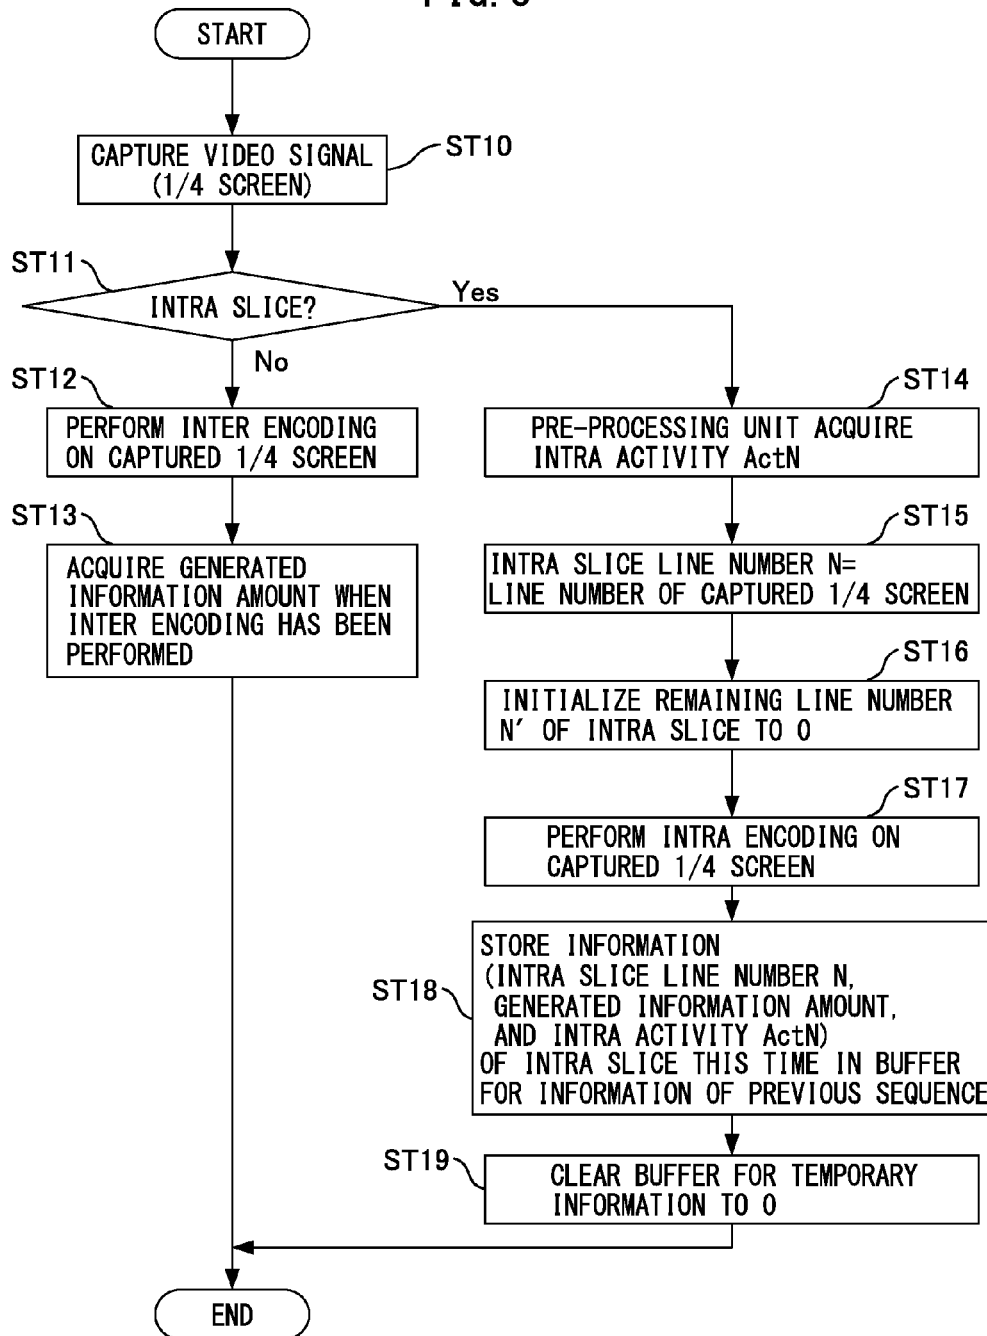 START
CAPTURE VIDEO SIGNAL
(1/4 SCREEN)
ST10
ST11
INTRA SLICE?
Yes
No
ST12
PERFORM INTER ENCODING
ON CAPTURED 1/4 SCREEN
ST13
ACQUIRE GENERATED
INFORMATION AMOUNT WHEN
INTER ENCODING HAS BEEN
PERFORMED
ST14
PRE-PROCESSING UNIT ACQUIRE
INTRA ACTIVITY ActN
ST15
INTRA SLICE LINE NUMBER N=
LINE NUMBER OF CAPTURED 1/4 SCREEN
ST16
INITIALIZE REMAINING LINE NUMBER
N′ OF INTRA SLICE TO 0
ST17
PERFORM INTRA ENCODING ON
CAPTURED 1/4 SCREEN
ST18
STORE INFORMATION
(INTRA SLICE LINE NUMBER N,
GENERATED INFORMATION AMOUNT,
AND INTRA ACTIVITY ActN)
OF INTRA SLICE THIS TIME IN BUFFER
FOR INFORMATION OF PREVIOUS SEQUENCE
ST19
CLEAR BUFFER FOR TEMPORARY
INFORMATION TO 0
END